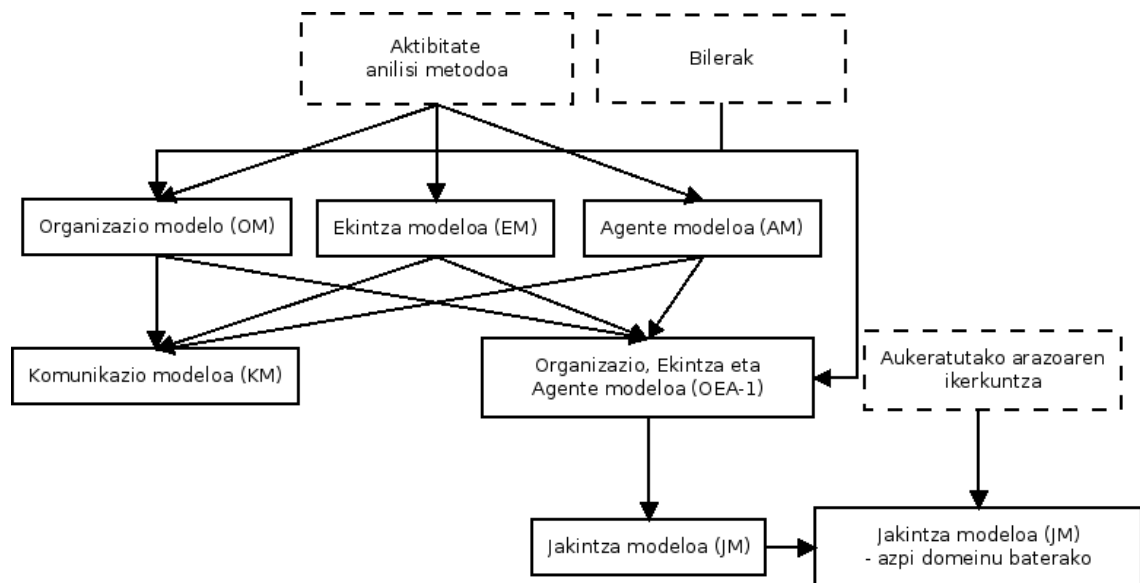 Aktibitate
anilisi metodoa
Bilerak
Organizazio modelo (OM)
Ekintza modeloa (EM)
Agente modeloa (AM)
Komunikazio modeloa (KM)
Organizazio, Ekintza eta
Agente modeloa (OEA-1)
Aukeratutako arazoaren
ikerkuntza
Jakintza modeloa (JM)
Jakintza modeloa (JM)
- azpi domeinu baterako